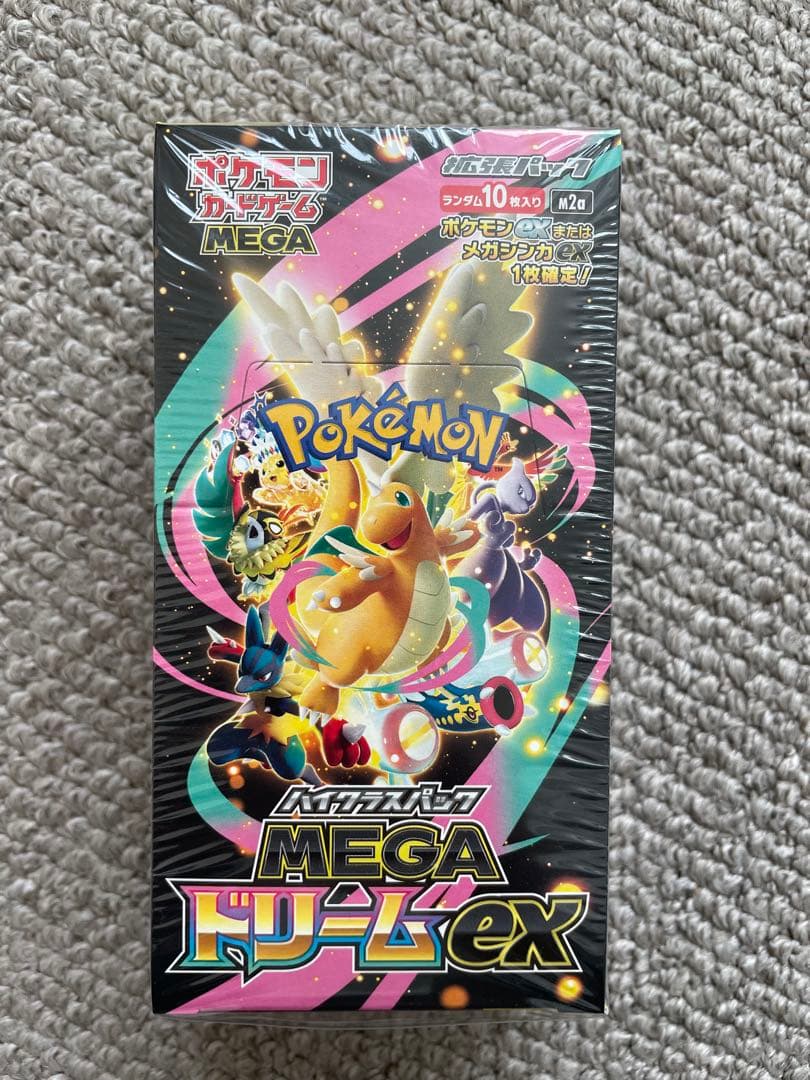 ポケモン
カードゲーム
MEGA
拡張パック
ランダム10枚入り M2a
ポケモンexまたは
メガシンカex
1枚確定!
POKéMON
TM
ハイクラスパック
MEGA
ドリームex